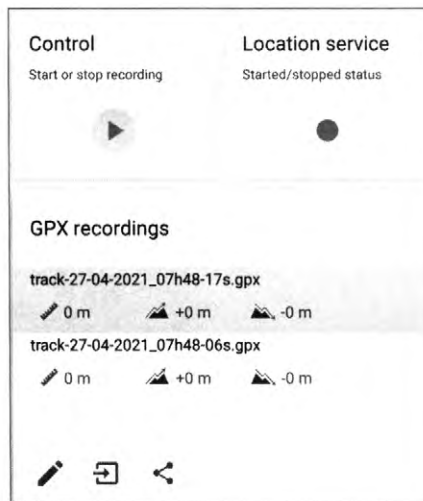 Control
Location service
Start or stop recording
Started/stopped status
GPX recordings
track-27-04-2021_07h48-17s.gpx
0 m +0 m -0 m
track-27-04-2021_07h48-06s.gpx
0 m +0 m -0 m